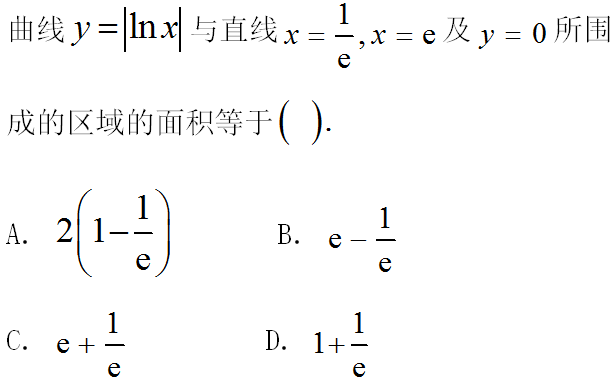 曲线 y=|ln x| 与直线 x = 1/e , x = e 及 y = 0 所围
成的区域的面积等于( ).
A. 2(1−1/e) B. e − 1/e
C. e + 1/e D. 1+1/e